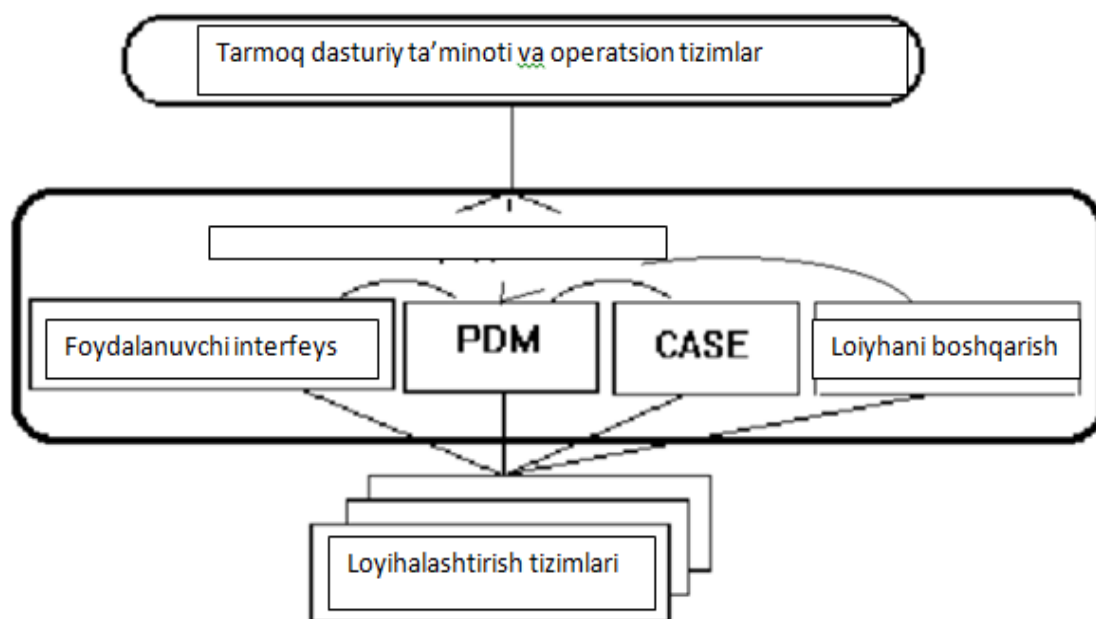 Tarmoq dasturiy ta’minoti va operatsion tizimlar
Foydalanuvchi interfeys
PDM
CASE
Loiyhani boshqarish
Loyihalashtirish tizimlari